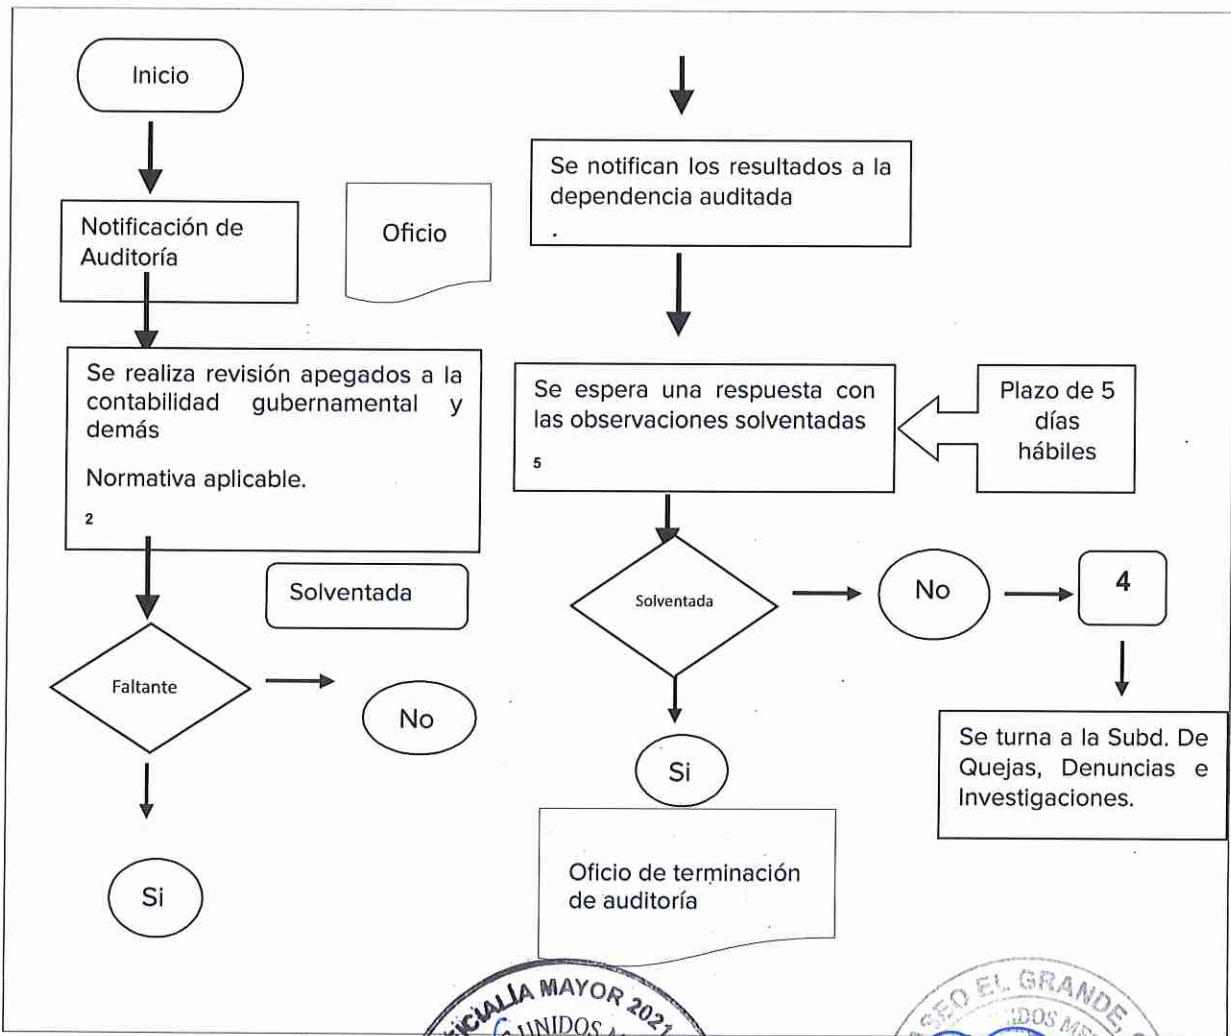 Inicio
Notificación de
Auditoría
Oficio
Se realiza revisión apegados a la
contabilidad gubernamental y
demás
Normativa aplicable.
2
Solventada
Faltante
No
Si
Se notifican los resultados a la
dependencia auditada
.
Se espera una respuesta con
las observaciones solventadas
5
Plazo de 5
días
hábiles
Solventada
No
4
Si
Se turna a la Subd. De
Quejas, Denuncias e
Investigaciones.
Oficio de terminación
de auditoría
MAYOR 2021
UNIDOS
EL GRANDE,